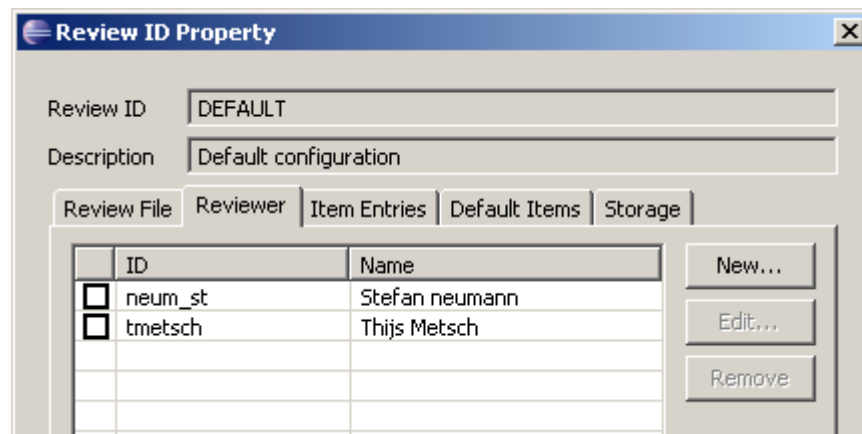 Review ID Property
Review ID DEFAULT
Description Default configuration
Review File Reviewer Item Entries Default Items Storage
ID Name New...
neum_st Stefan neumann
tmetsch Thijs Metsch Edit...
Remove